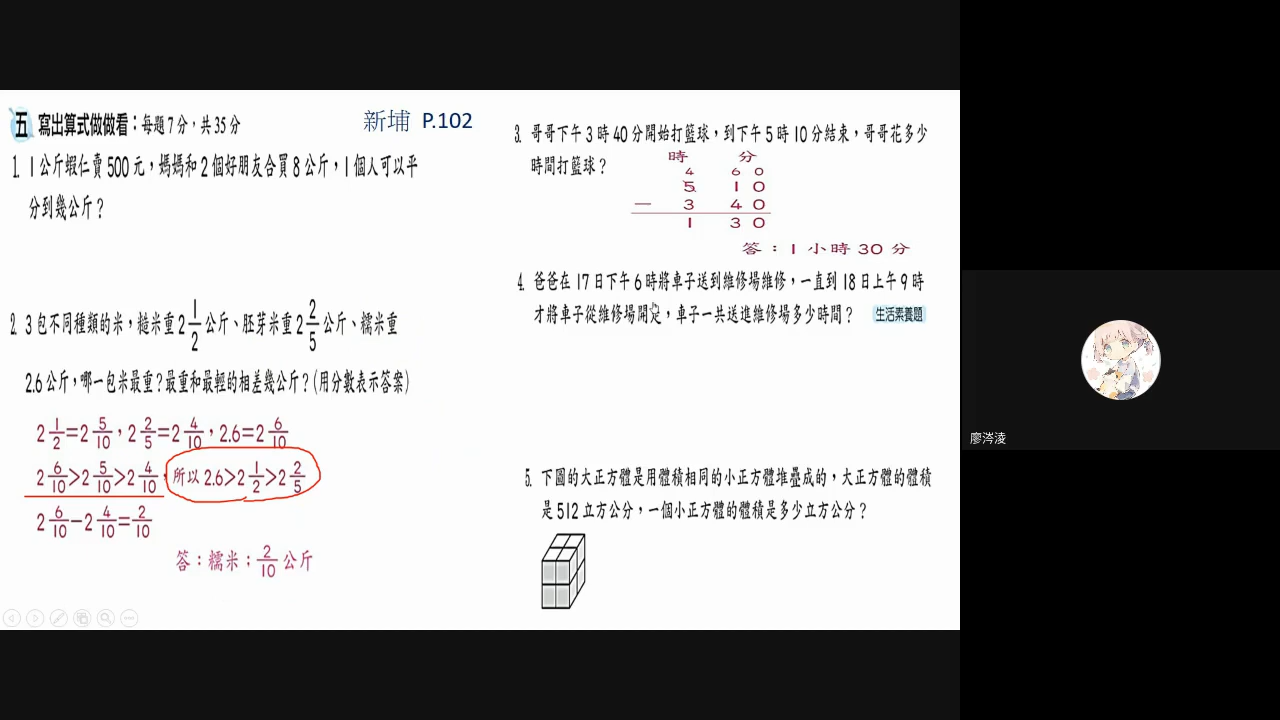 五 寫出算式做做看：每題7分，共35分
新埔 P.102
1. 1公斤蝦仁賣500元，媽媽和2個好朋友合買8公斤，1個人可以平
分到幾公斤？
2. 3包不同種類的米，糙米重2 1/2 公斤、胚芽米重2 2/5 公斤、糯米重
2.6公斤，哪一包米最重？最重和最輕的相差幾公斤？(用分數表示答案)
2 1/2=2 5/10，2 2/5=2 4/10，2.6=2 6/10
2 6/10>2 5/10>2 4/10，所以 2.6>2 1/2>2 2/5
2 6/10-2 4/10=2/10
答：糯米；2/10 公斤
3. 哥哥下午3時40分開始打籃球，到下午5時10分結束，哥哥花多少
時間打籃球？
時 分
4 60
5 10
－ 3 40
1 30
答：1小時30分
4. 爸爸在17日下午6時將車子送到維修場維修，一直到18日上午9時
才將車子從維修場開走，車子一共送進維修場多少時間？ 生活素養題
5. 下圖的大正方體是用體積相同的小正方體堆疊成的，大正方體的體積
是512立方公分，一個小正方體的體積是多少立方公分？
廖涔淩